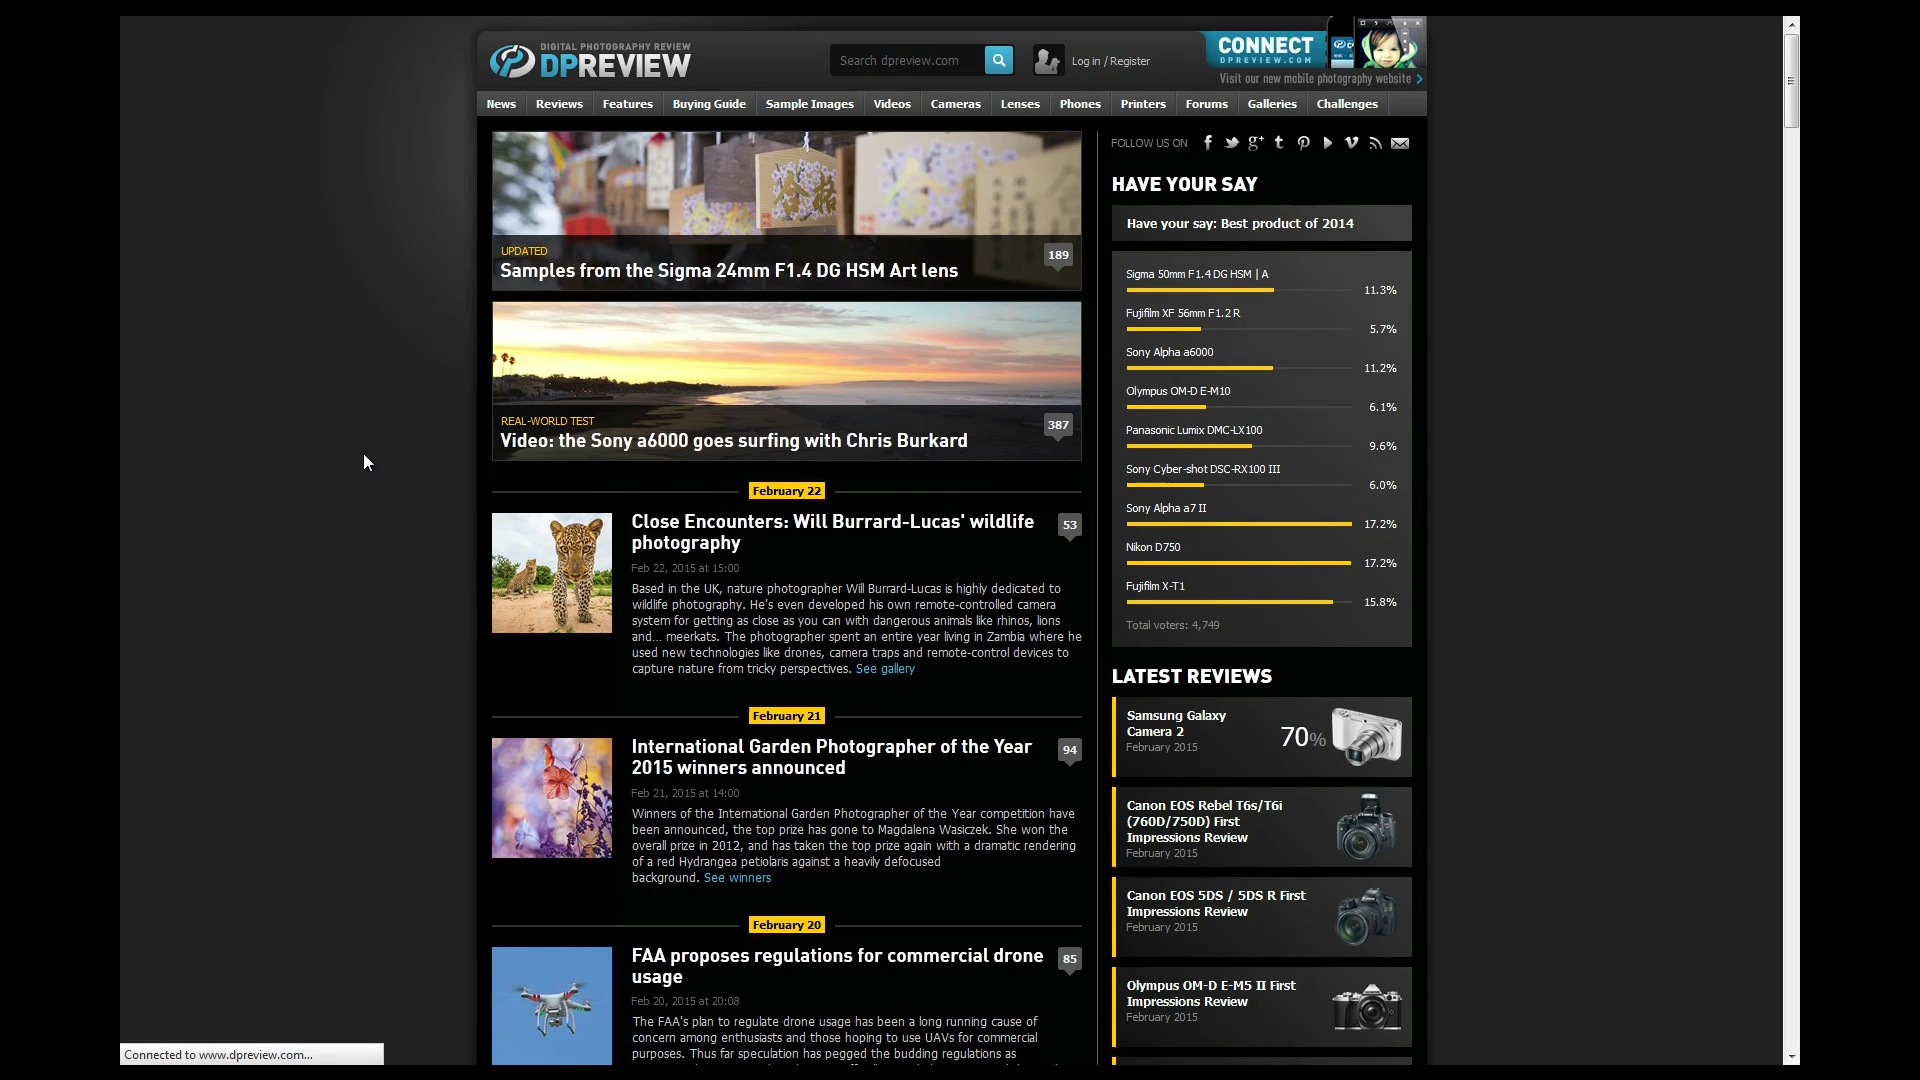 DIGITAL PHOTOGRAPHY REVIEW
DPREVIEW
Search dpreview.com
Log in / Register
CONNECT
DPREVIEW.COM
Visit our new mobile photography website
News Reviews Features Buying Guide Sample Images Videos Cameras Lenses Phones Printers Forums Galleries Challenges
合格
UPDATED
Samples from the Sigma 24mm F1.4 DG HSM Art lens
189
REAL-WORLD TEST
Video: the Sony a6000 goes surfing with Chris Burkard
387
February 22
Close Encounters: Will Burrard-Lucas' wildlife
photography
53
Feb 22, 2015 at 15:00
Based in the UK, nature photographer Will Burrard-Lucas is highly dedicated to
wildlife photography. He's even developed his own remote-controlled camera
system for getting as close as you can with dangerous animals like rhinos, lions
and... meerkats. The photographer spent an entire year living in Zambia where he
used new technologies like drones, camera traps and remote-control devices to
capture nature from tricky perspectives. See gallery
February 21
International Garden Photographer of the Year
2015 winners announced
94
Feb 21, 2015 at 14:00
Winners of the International Garden Photographer of the Year competition have
been announced, the top prize has gone to Magdalena Wasiczek. She won the
overall prize in 2012, and has taken the top prize again with a dramatic rendering
of a red Hydrangea petiolaris against a heavily defocused
background. See winners
February 20
FAA proposes regulations for commercial drone
usage
85
Feb 20, 2015 at 20:08
The FAA's plan to regulate drone usage has been a long running cause of
concern among enthusiasts and those hoping to use UAVs for commercial
purposes. Thus far speculation has pegged the budding regulations as
FOLLOW US ON
HAVE YOUR SAY
Have your say: Best product of 2014
Sigma 50mm F1.4 DG HSM | A
11.3%
Fujifilm XF 56mm F1.2 R
5.7%
Sony Alpha a6000
11.2%
Olympus OM-D E-M10
6.1%
Panasonic Lumix DMC-LX100
9.6%
Sony Cyber-shot DSC-RX100 III
6.0%
Sony Alpha a7 II
17.2%
Nikon D750
17.2%
Fujifilm X-T1
15.8%
Total voters: 4,749
LATEST REVIEWS
Samsung Galaxy
Camera 2
February 2015
70%
Canon EOS Rebel T6s/T6i
(760D/750D) First
Impressions Review
February 2015
Canon EOS 5DS / 5DS R First
Impressions Review
February 2015
Olympus OM-D E-M5 II First
Impressions Review
February 2015
Connected to www.dpreview.com...